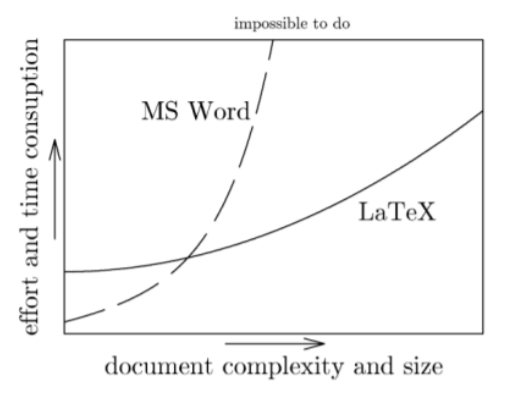 impossible to do
MS Word
LaTeX
effort and time consuption
document complexity and size